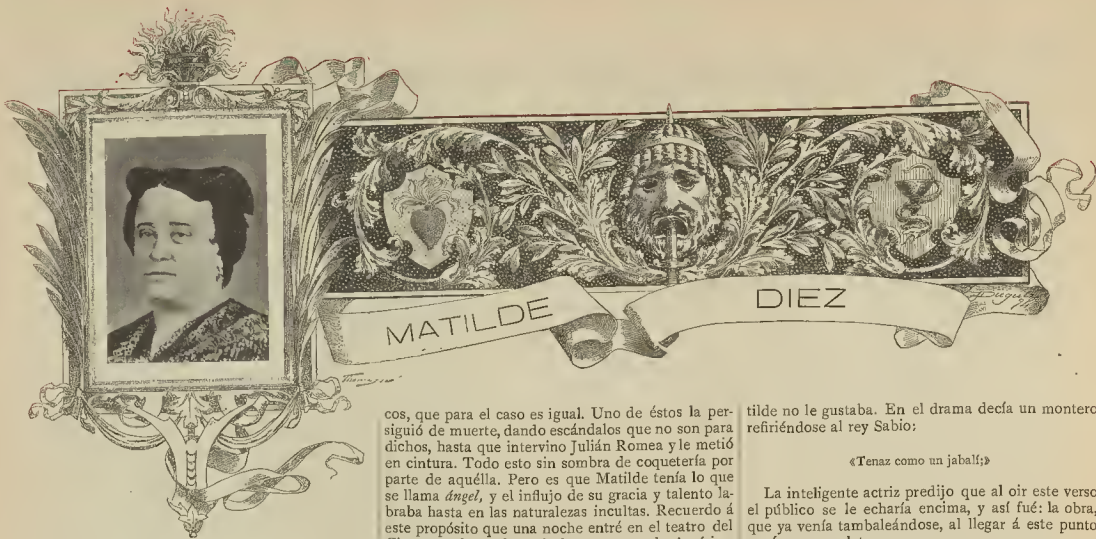 MATILDE
DIEZ
cos, que para el caso es igual. Uno de éstos la per-
siguió de muerte, dando escándalos que no son para
dichos, hasta que intervino Julián Romea y le metió
en cintura. Todo esto sin sombra de coquetería por
parte de aquélla. Pero es que Matilde tenía lo que
se llama ángel, y el influjo de su gracia y talento la-
braba hasta en las naturalezas incultas. Recuerdo á
este propósito que una noche entré en el teatro del
tilde no le gustaba. En el drama decía un montero
refiriéndose al rey Sabio:
«Tenaz como un jabalí;»
La inteligente actriz predijo que al oir este verso
el público se le echaría encima, y así fué: la obra,
que ya venía tambaleándose, al llegar á este punto